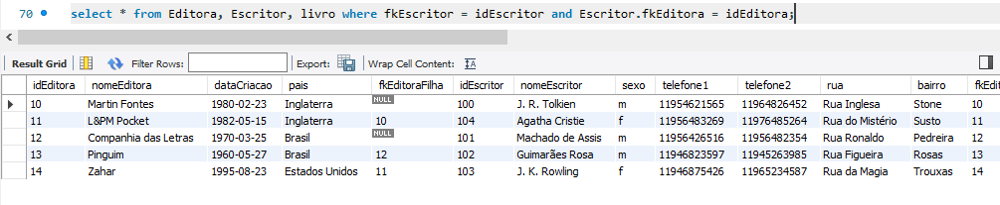 70 select * from Editora, Escritor, livro where fkEscritor = idEscritor and Escritor.fkEditora = idEditora;
Result Grid Filter Rows: Export: Wrap Cell Content:
idEditora nomeEditora dataCriacao pais fkEditoraFilha idEscritor nomeEscritor sexo telefone1 telefone2 rua bairro fkEdit
10 Martin Fontes 1980-02-23 Inglaterra NULL 100 J. R. Tolkien m 11954621565 11964826452 Rua Inglesa Stone 10
11 L&PM Pocket 1982-05-15 Inglaterra 10 104 Agatha Cristie f 11956483269 11976485264 Rua do Mistério Susto 11
12 Companhia das Letras 1970-03-25 Brasil NULL 101 Machado de Assis m 11956426516 11956482354 Rua Ronaldo Pedreira 12
13 Pinguim 1960-05-27 Brasil 12 102 Guimarães Rosa m 11946823597 11945263985 Rua Figueira Rosas 13
14 Zahar 1995-08-23 Estados Unidos 11 103 J. K. Rowling f 11946875426 11965234587 Rua da Magia Trouxas 14